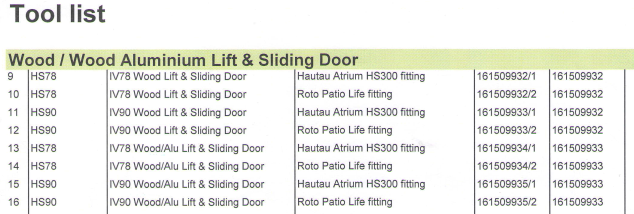 Tool list
Wood / Wood Aluminium Lift & Sliding Door
9 HS78 IV78 Wood Lift & Sliding Door Hautau Atrium HS300 fitting 161509932/1 161509932
10 HS78 IV78 Wood Lift & Sliding Door Roto Patio Life fitting 161509932/2 161509932
11 HS90 IV90 Wood Lift & Sliding Door Hautau Atrium HS300 fitting 161509933/1 161509932
12 HS90 IV90 Wood Lift & Sliding Door Roto Patio Life fitting 161509933/2 161509932
13 HS78 IV78 Wood/Alu Lift & Sliding Door Hautau Atrium HS300 fitting 161509934/1 161509933
14 HS78 IV78 Wood/Alu Lift & Sliding Door Roto Patio Life fitting 161509934/2 161509933
15 HS90 IV90 Wood/Alu Lift & Sliding Door Hautau Atrium HS300 fitting 161509935/1 161509933
16 HS90 IV90 Wood/Alu Lift & Sliding Door Roto Patio Life fitting 161509935/2 161509933